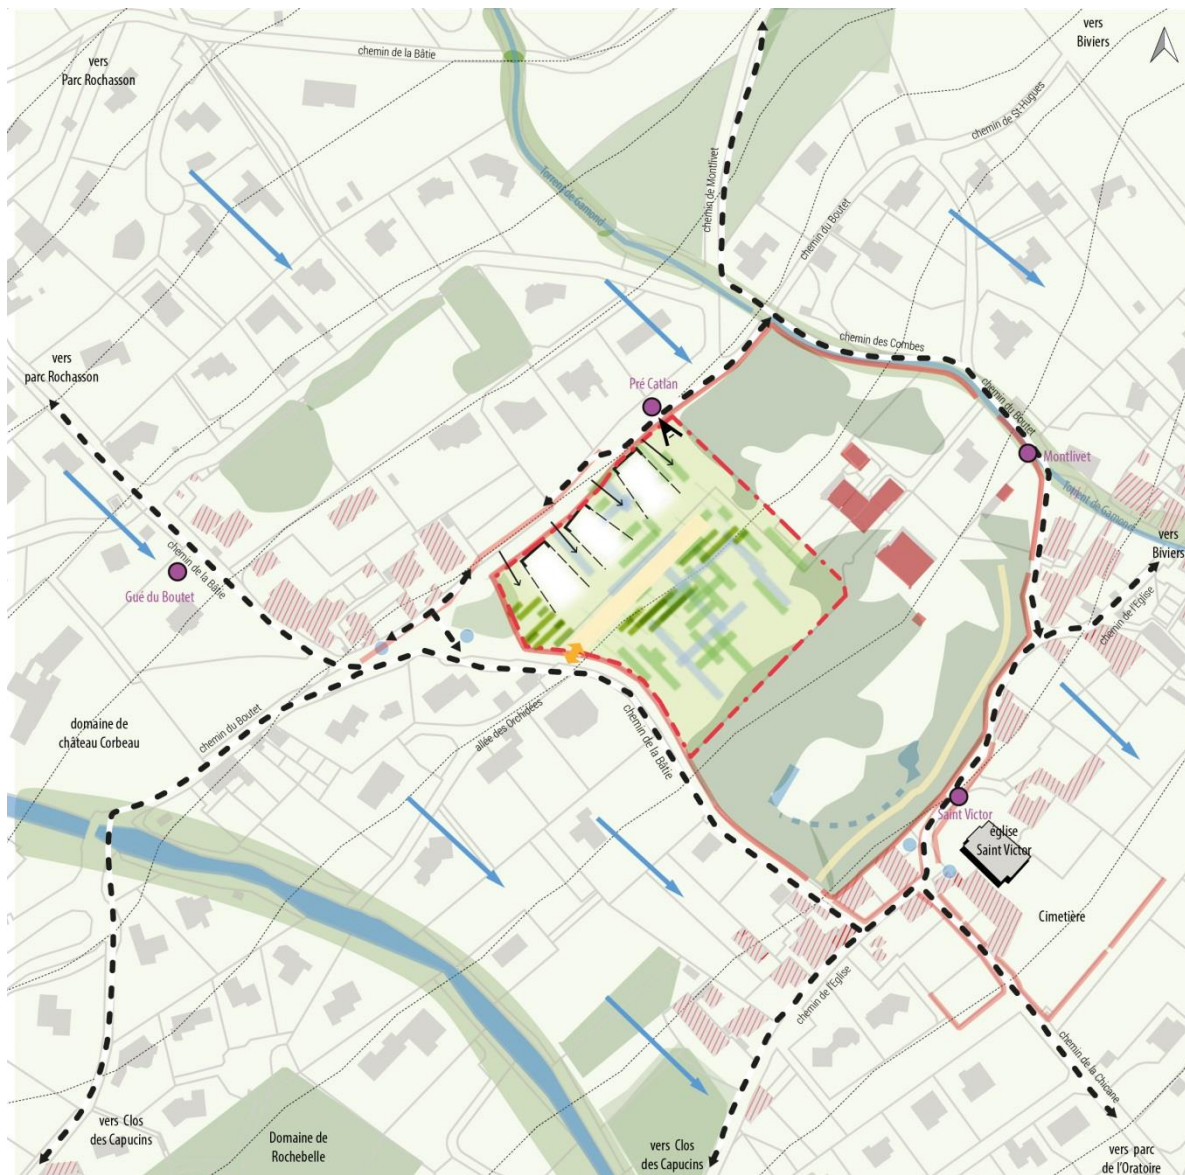 chemin de la Bâtie
vers
Parc Rochasson
vers
Biviers
chemin de St-Hugues
Torrent de Gamond
chemin de Montlivet
chemin du Boutet
chemin des Combes
vers
parc Rochasson
Pré Catlan
chemin du Boutet
Montlivet
Torrent de Gamond
vers
Biviers
chemin de la Bâtie
Gué du Boutet
chemin de l'Eglise
domaine de
château Corbeau
chemin du Boutet
allée des Orchidées
chemin de la Bâtie
Saint Victor
église
Saint Victor
Cimetière
chemin de l'Eglise
chemin de la Chicane
vers Clos
des Capucins
Domaine de
Rochebelle
vers Clos
des Capucins
vers parc
de l'Oratoire